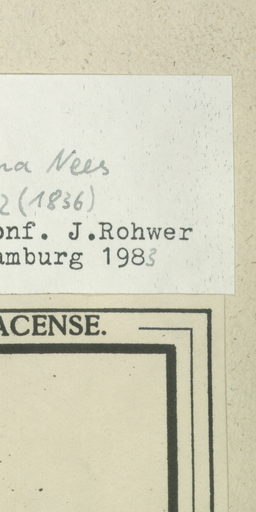 na Nees
2 (1836)
onf. J.Rohwer
amburg 1983
ACENSE.